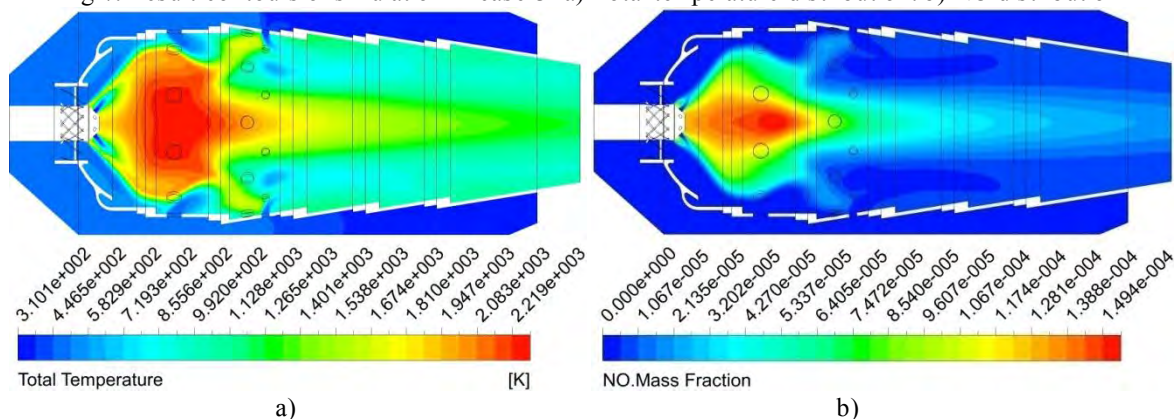 3.101e+002
4.465e+002
5.829e+002
7.193e+002
8.556e+002
9.920e+002
1.128e+003
1.265e+003
1.401e+003
1.538e+003
1.674e+003
1.810e+003
1.947e+003
2.083e+003
2.219e+003
Total Temperature [K]
a)
0.000e+000
1.067e-005
2.135e-005
3.202e-005
4.270e-005
5.337e-005
6.405e-005
7.472e-005
8.540e-005
9.607e-005
1.067e-004
1.174e-004
1.281e-004
1.388e-004
1.494e-004
NO.Mass Fraction
b)